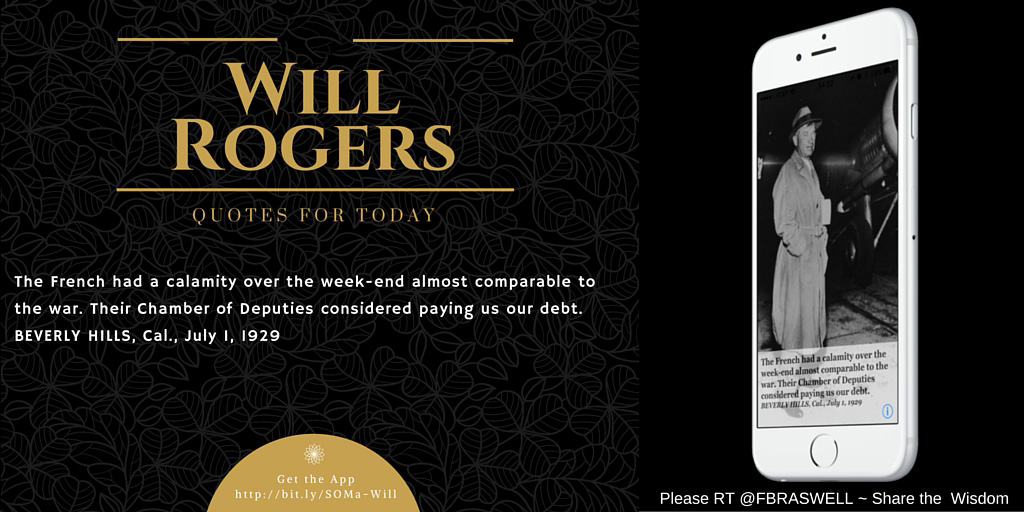 WILL
ROGERS
QUOTES FOR TODAY
The French had a calamity over the week-end almost comparable to
the war. Their Chamber of Deputies considered paying us our debt.
BEVERLY HILLS, Cal., July 1, 1929
Get the App
http://bit.ly/SOMa-Will
The French had a calamity over the
week-end almost comparable to the
war. Their Chamber of Deputies
considered paying us our debt.
BEVERLY HILLS, Cal., July 1, 1929
Please RT @FBRASWELL ~ Share the Wisdom